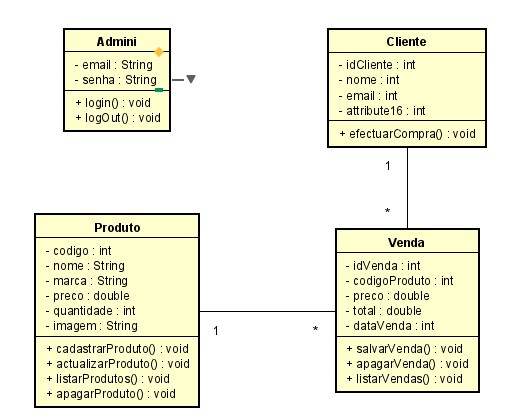 Admini
- email : String
- senha : String
+ login() : void
+ logOut() : void
Cliente
- idCliente : int
- nome : int
- email : int
- attribute16 : int
+ efectuarCompra() : void
1
*
Produto
- codigo : int
- nome : String
- marca : String
- preco : double
- quantidade : int
- imagem : String
+ cadastrarProduto() : void
+ actualizarProduto() : void
+ listarProdutos() : void
+ apagarProduto() : void
1
*
Venda
- idVenda : int
- codigoProduto : int
- preco : double
- total : double
- dataVenda : int
+ salvarVenda() : void
+ apagarVenda() : void
+ listarVendas() : void